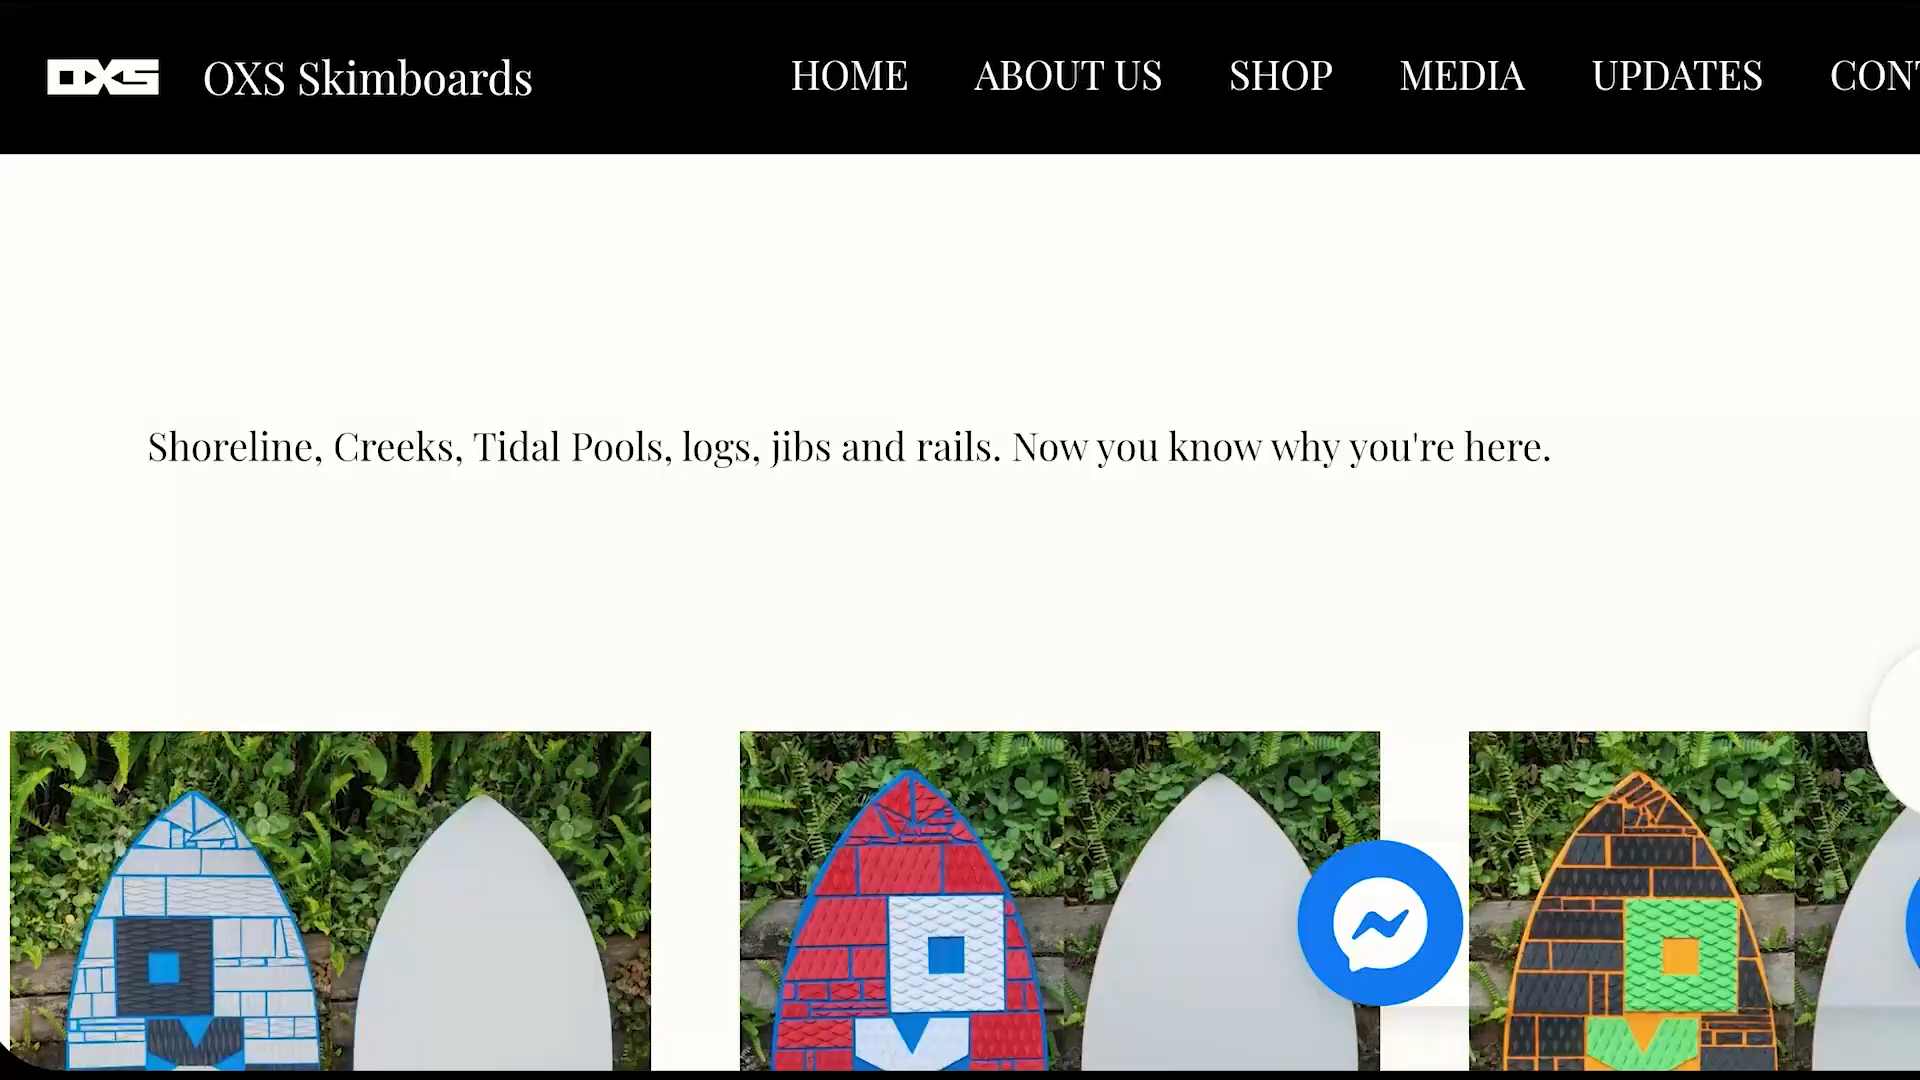 OXS OXS Skimboards HOME ABOUT US SHOP MEDIA UPDATES
Shoreline, Creeks, Tidal Pools, logs, jibs and rails. Now you know why you're here.